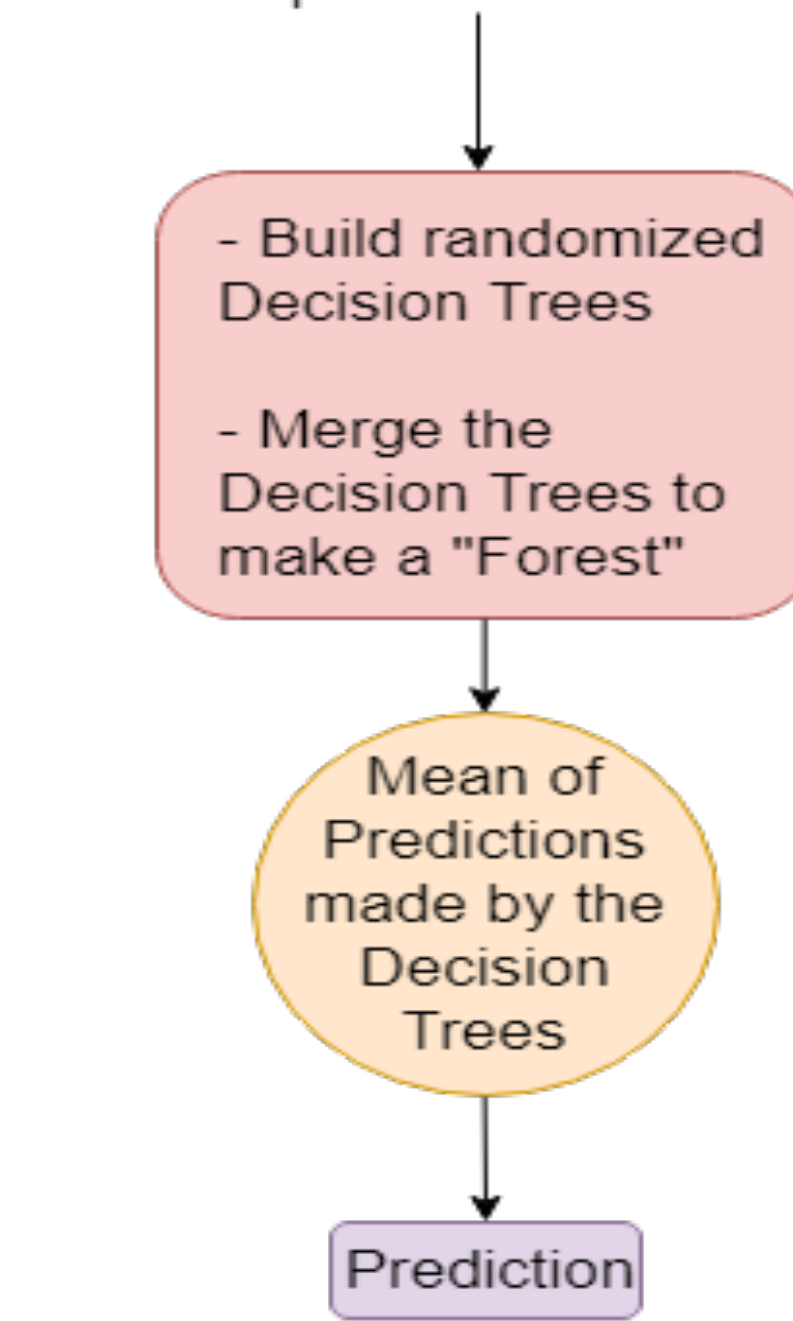 - Build randomized
Decision Trees
- Merge the
Decision Trees to
make a "Forest"
Mean of
Predictions
made by the
Decision
Trees
Prediction